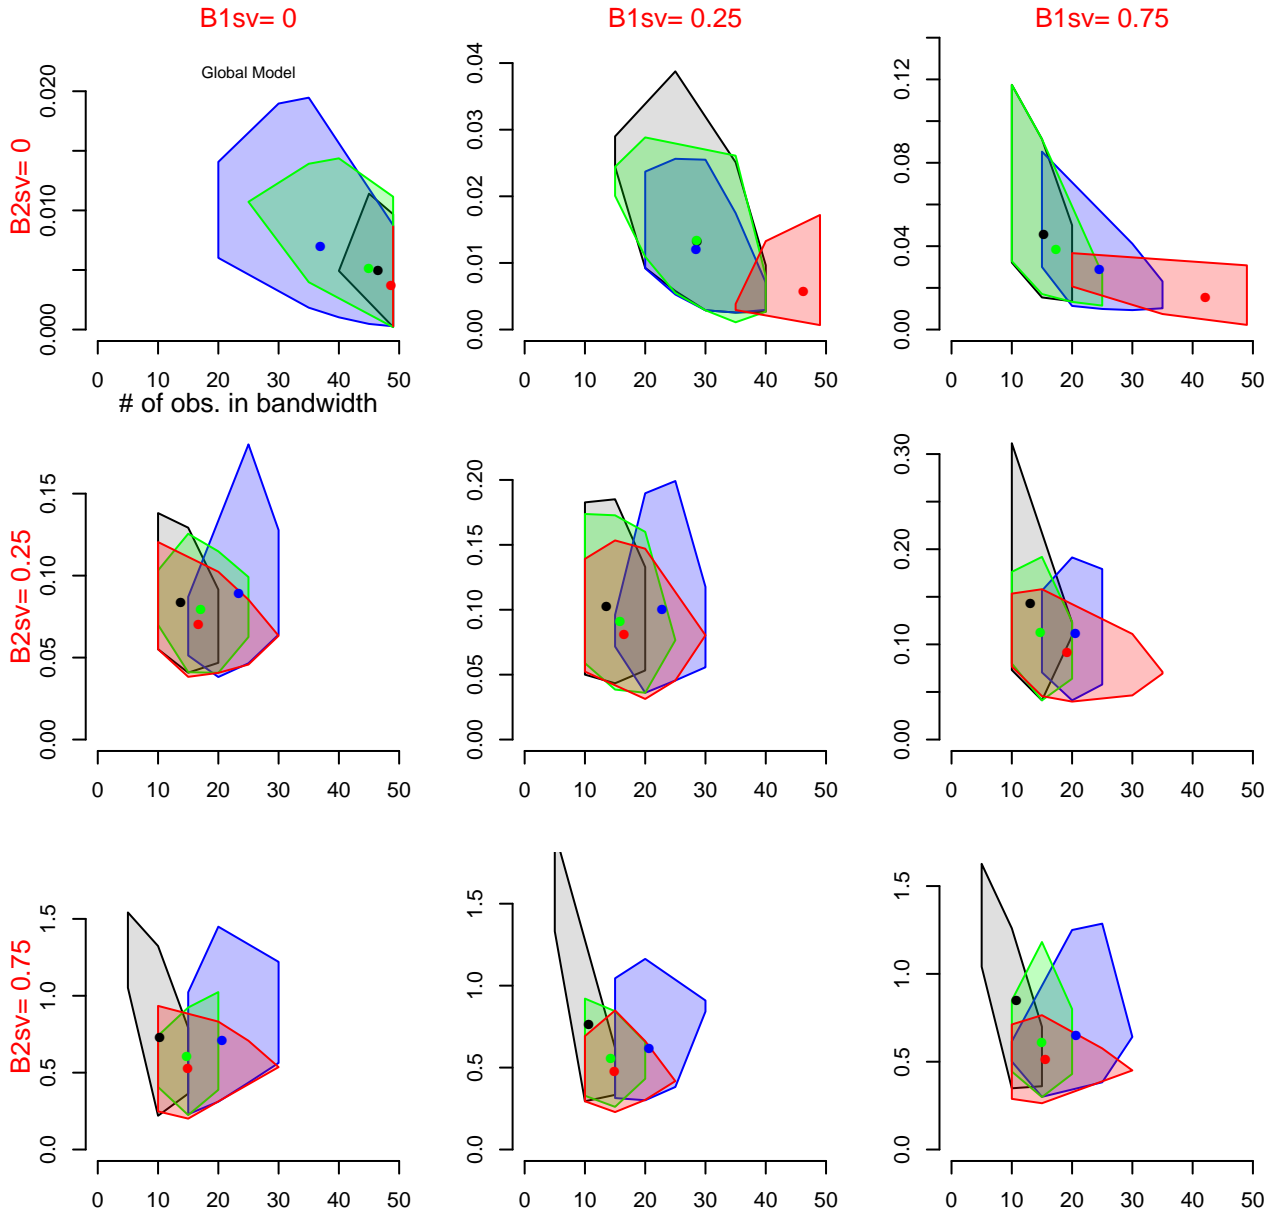 B1sv= 0 B1sv= 0.25 B1sv= 0.75
Global Model
B2sv= 0
0.000 0.010 0.020
0 10 20 30 40 50
# of obs. in bandwidth
0.00 0.01 0.02 0.03 0.04
0 10 20 30 40 50
0.00 0.04 0.08 0.12
0 10 20 30 40 50
B2sv= 0.25
0.00 0.05 0.10 0.15
0 10 20 30 40 50
0.00 0.05 0.10 0.15 0.20
0 10 20 30 40 50
0.00 0.10 0.20 0.30
0 10 20 30 40 50
B2sv= 0.75
0.0 0.5 1.0 1.5
0 10 20 30 40 50
0.0 0.5 1.0 1.5
0 10 20 30 40 50
0.0 0.5 1.0 1.5
0 10 20 30 40 50